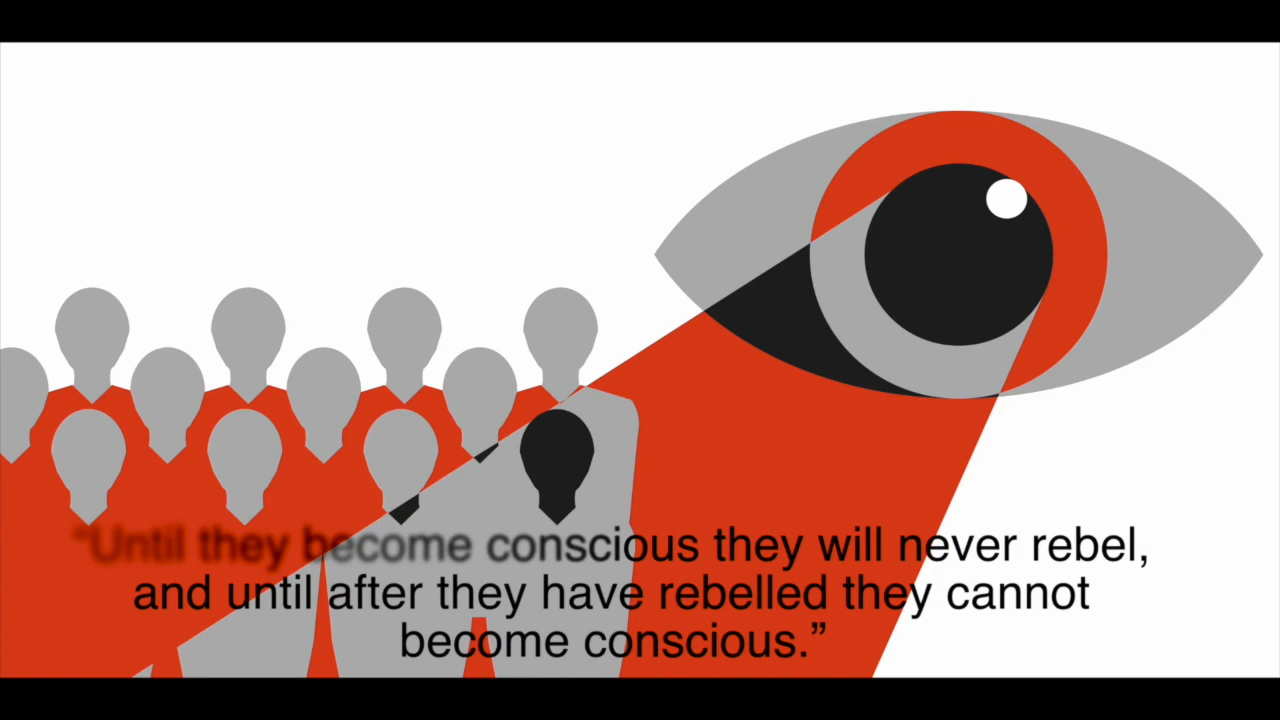 “Until they become conscious they will never rebel,
and until after they have rebelled they cannot
become conscious.”